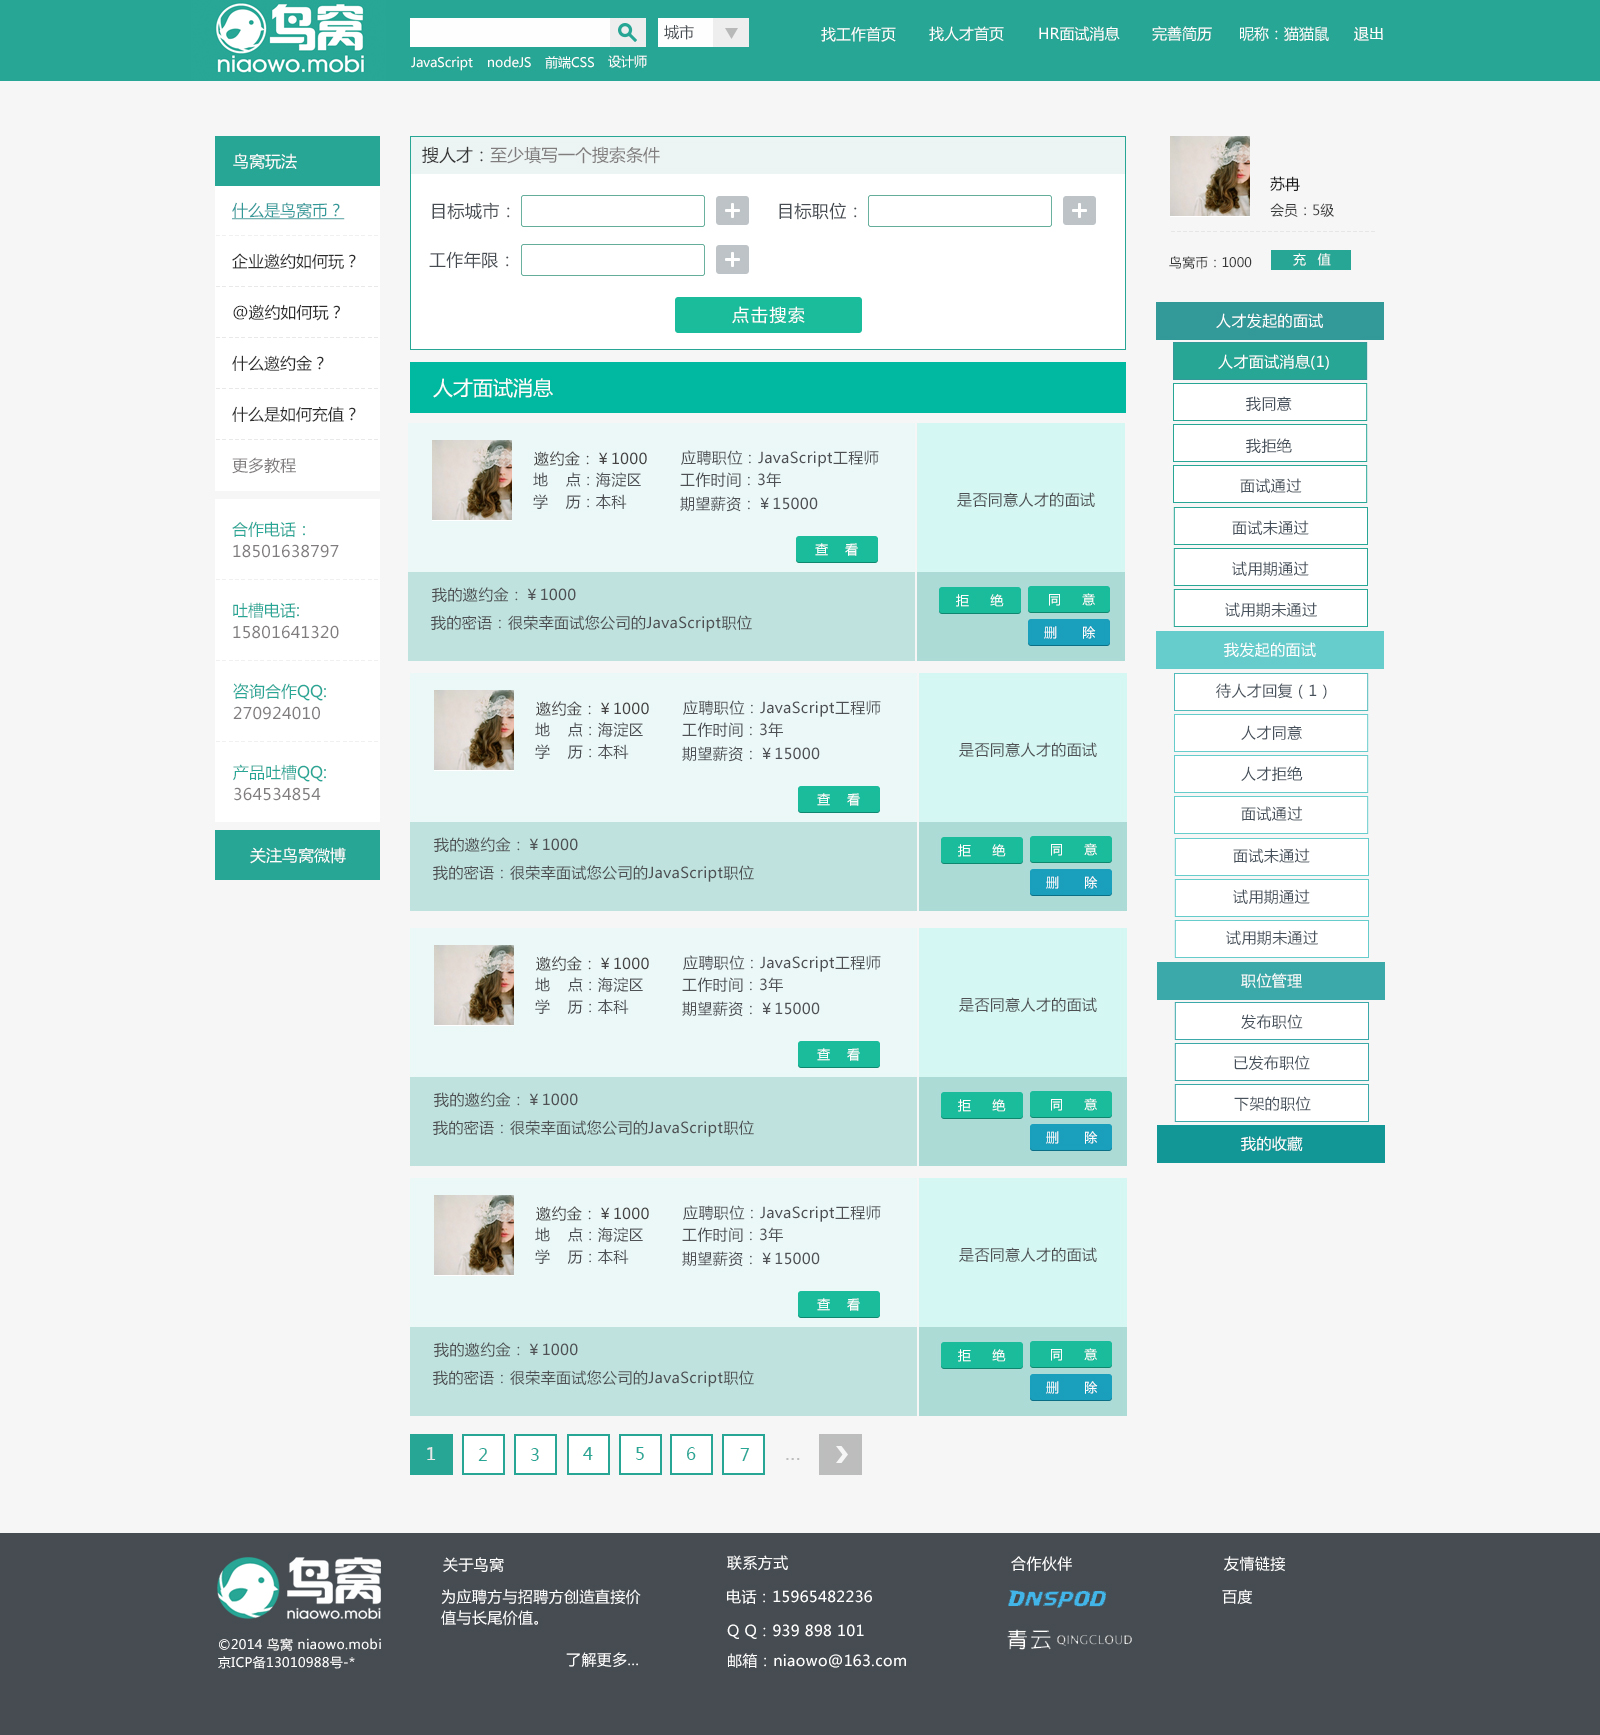 鸟窝
niaowo.mobi
城市
JavaScript nodeJS 前端CSS 设计师
找工作首页 找人才首页 HR面试消息 完善简历 昵称：猫猫鼠 退出
鸟窝玩法
什么是鸟窝币？
企业邀约如何玩？
@邀约如何玩？
什么邀约金？
什么是如何充值？
更多教程
合作电话：
18501638797
吐槽电话:
15801641320
咨询合作QQ:
270924010
产品吐槽QQ:
364534854
关注鸟窝微博
搜人才：至少填写一个搜索条件
目标城市： 目标职位：
工作年限：
点击搜索
人才面试消息
邀约金：¥1000 应聘职位：JavaScript工程师
地 点：海淀区 工作时间：3年
学 历：本科 期望薪资：¥15000
是否同意人才的面试
查 看
我的邀约金：¥1000
我的密语：很荣幸面试您公司的JavaScript职位
拒 绝 同 意
删 除
邀约金：¥1000 应聘职位：JavaScript工程师
地 点：海淀区 工作时间：3年
学 历：本科 期望薪资：¥15000
是否同意人才的面试
查 看
我的邀约金：¥1000
我的密语：很荣幸面试您公司的JavaScript职位
拒 绝 同 意
删 除
邀约金：¥1000 应聘职位：JavaScript工程师
地 点：海淀区 工作时间：3年
学 历：本科 期望薪资：¥15000
是否同意人才的面试
查 看
我的邀约金：¥1000
我的密语：很荣幸面试您公司的JavaScript职位
拒 绝 同 意
删 除
邀约金：¥1000 应聘职位：JavaScript工程师
地 点：海淀区 工作时间：3年
学 历：本科 期望薪资：¥15000
是否同意人才的面试
查 看
我的邀约金：¥1000
我的密语：很荣幸面试您公司的JavaScript职位
拒 绝 同 意
删 除
1 2 3 4 5 6 7 ...
苏冉
会员：5级
鸟窝币：1000 充 值
人才发起的面试
人才面试消息(1)
我同意
我拒绝
面试通过
面试未通过
试用期通过
试用期未通过
我发起的面试
待人才回复（1）
人才同意
人才拒绝
面试通过
面试未通过
试用期通过
试用期未通过
职位管理
发布职位
已发布职位
下架的职位
我的收藏
鸟窝
niaowo.mobi
©2014 鸟窝 niaowo.mobi
京ICP备13010988号-*
关于鸟窝
为应聘方与招聘方创造直接价
值与长尾价值。
了解更多...
联系方式
电话：15965482236
Q Q：939 898 101
邮箱：niaowo@163.com
合作伙伴
DNSPOD
青云 QINGCLOUD
友情链接
百度